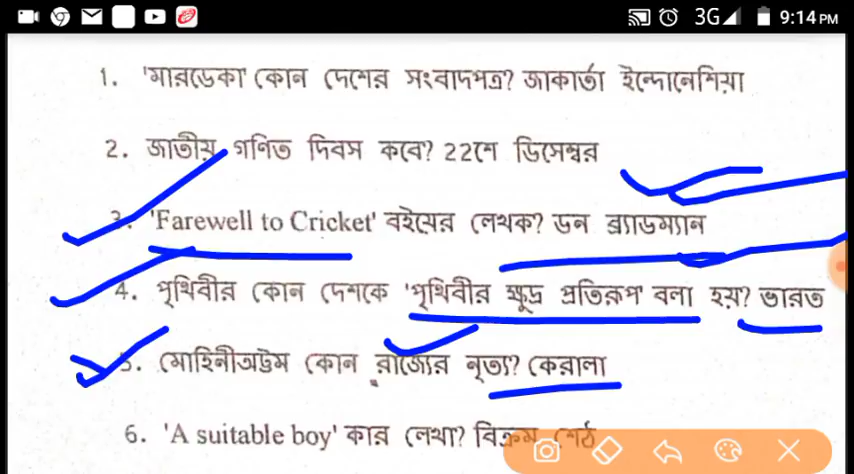 3G 9:14 PM
1. 'মারডেকা' কোন দেশের সংবাদপত্র? জাকার্তা ইন্দোনেশিয়া
2. জাতীয় গণিত দিবস কবে? 22শে ডিসেম্বর
3. 'Farewell to Cricket' বইয়ের লেখক? ডন ব্র্যাডম্যান
4. পৃথিবীর কোন দেশকে 'পৃথিবীর ক্ষুদ্র প্রতিরূপ' বলা হয়? ভারত
5. মোহিনীঅট্টম কোন রাজ্যের নৃত্য? কেরালা
6. 'A suitable boy' কার লেখা? বিক্রম শেঠ